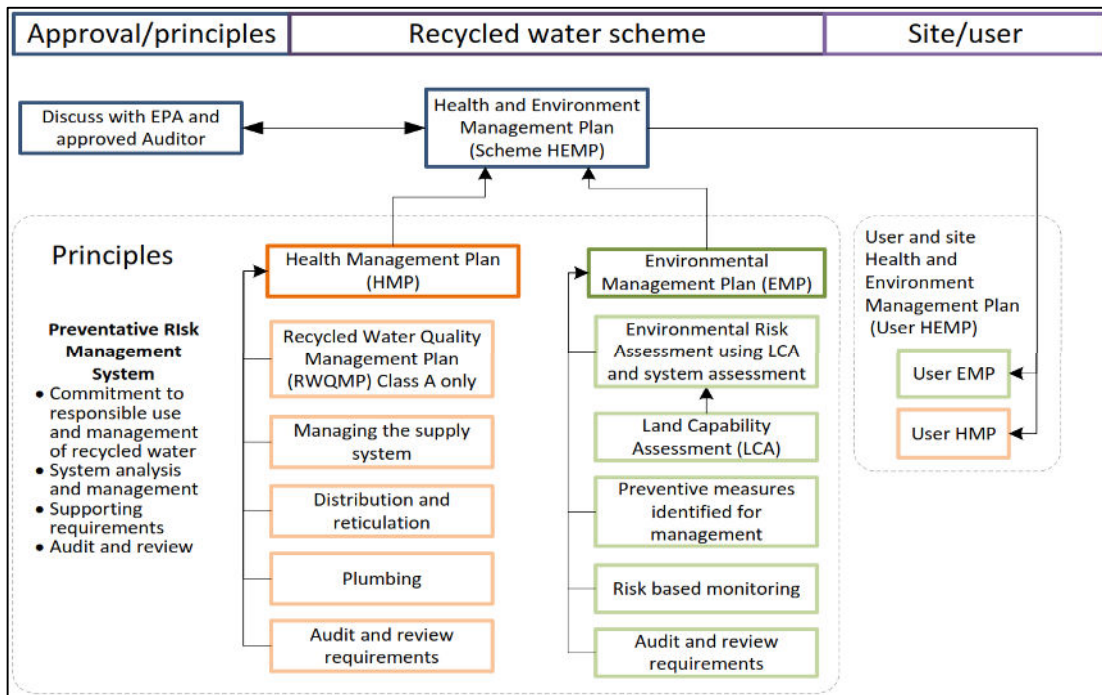 Approval/principles
Recycled water scheme
Site/user
Discuss with EPA and
approved Auditor
Health and Environment
Management Plan
(Scheme HEMP)
Principles
Preventative RIsk
Management
System
• Commitment to
responsible use
and management
of recycled water
• System analysis
and management
• Supporting
requirements
• Audit and review
Health Management Plan
(HMP)
Recycled Water Quality
Management Plan
(RWQMP) Class A only
Managing the supply
system
Distribution and
reticulation
Plumbing
Audit and review
requirements
Environmental
Management Plan (EMP)
Environmental Risk
Assessment using LCA
and system assessment
Land Capability
Assessment (LCA)
Preventive measures
identified for
management
Risk based monitoring
Audit and review
requirements
User and site
Health and
Environment
Management Plan
(User HEMP)
User EMP
User HMP